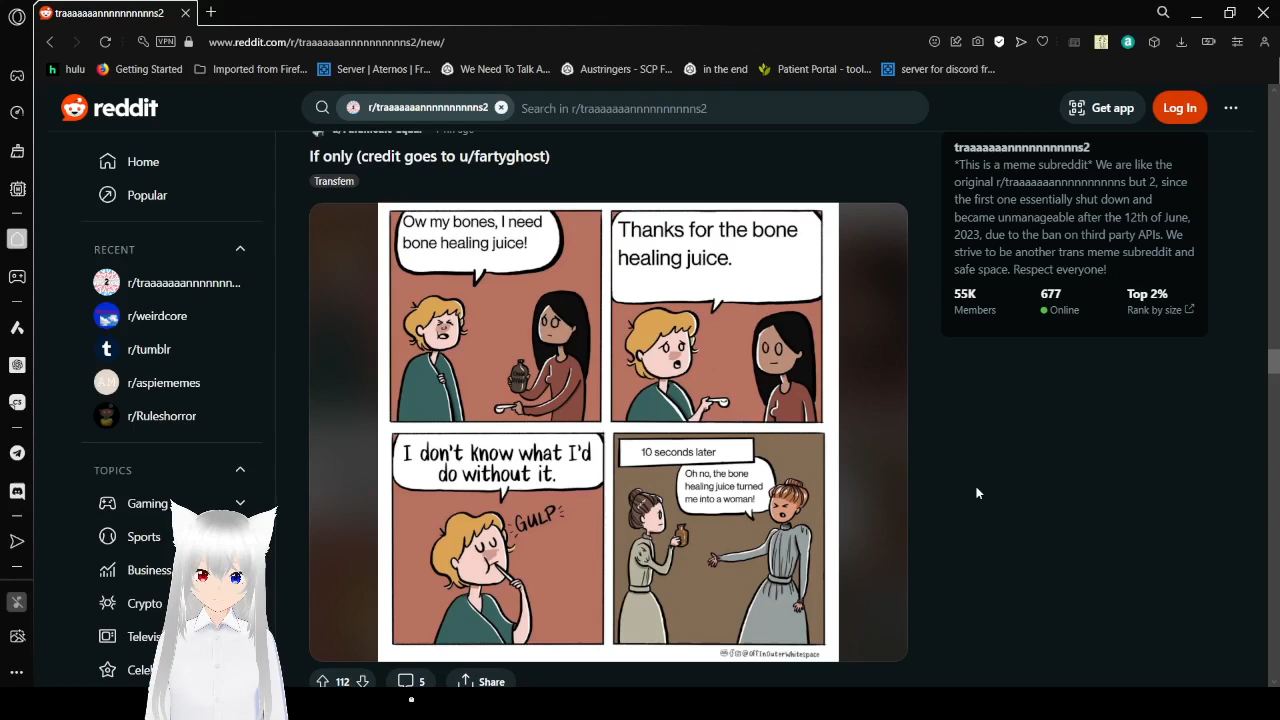 traaaaaaannnnnnnnnns2
www.reddit.com/r/traaaaaaannnnnnnnnns2/new/
VPN
hulu
Getting Started
Imported from Firef...
Server | Aternos | Fr...
We Need To Talk A...
Austringers - SCP F...
in the end
Patient Portal - tool...
server for discord fr...
reddit
r/traaaaaaannnnnnnnnns2
Search in r/traaaaaaannnnnnnnnns2
Get app
Log In
Home
Popular
RECENT
r/traaaaaaannnnnn...
r/weirdcore
r/tumblr
r/aspiememes
r/Ruleshorror
TOPICS
Gaming
Sports
Business
Crypto
Televis
Celeb
If only (credit goes to u/fartyghost)
Transfem
Ow my bones, I need
bone healing juice!
Thanks for the bone
healing juice.
I don't know what I'd
do without it.
GULP
10 seconds later
Oh no, the bone
healing juice turned
me into a woman!
@offinouterwhitespace
112
5
Share
traaaaaaannnnnnnnnns2
*This is a meme subreddit* We are like the
original r/traaaaaaannnnnnnnnns but 2, since
the first one essentially shut down and
became unmanageable after the 12th of June,
2023, due to the ban on third party APIs. We
strive to be another trans meme subreddit and
safe space. Respect everyone!
55K
Members
677
Online
Top 2%
Rank by size